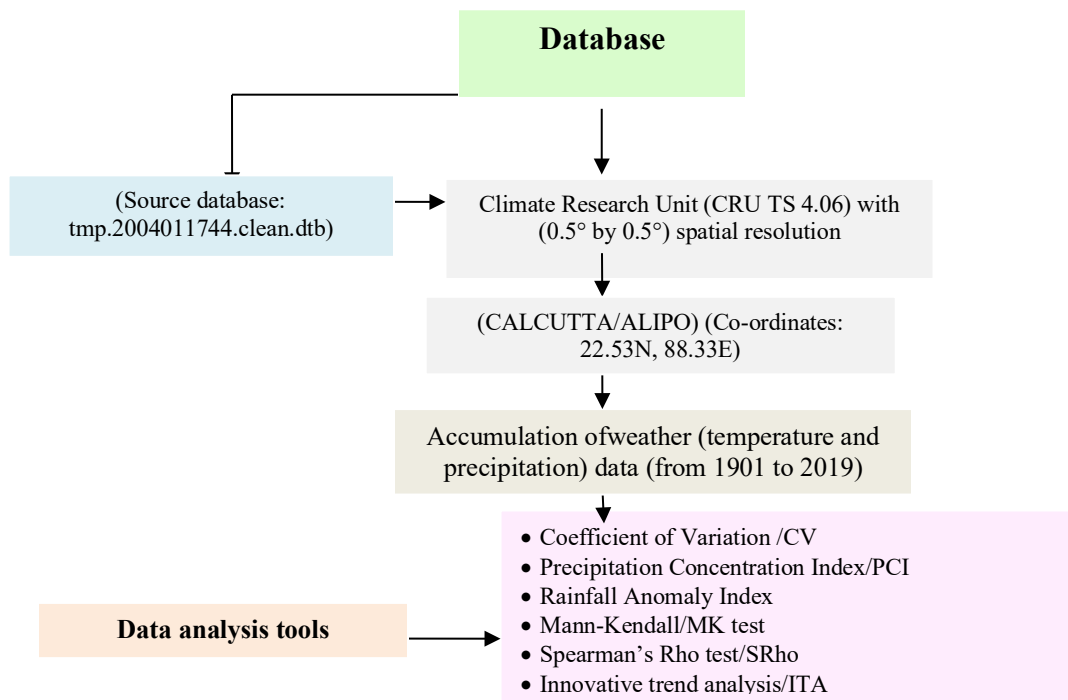 Database
(Source database:
tmp.2004011744.clean.dtb)
Climate Research Unit (CRU TS 4.06) with
(0.5° by 0.5°) spatial resolution
(CALCUTTA/ALIPO) (Co-ordinates:
22.53N, 88.33E)
Accumulation ofweather (temperature and
precipitation) data (from 1901 to 2019)
• Coefficient of Variation /CV
• Precipitation Concentration Index/PCI
• Rainfall Anomaly Index
• Mann-Kendall/MK test
• Spearman’s Rho test/SRho
• Innovative trend analysis/ITA
Data analysis tools